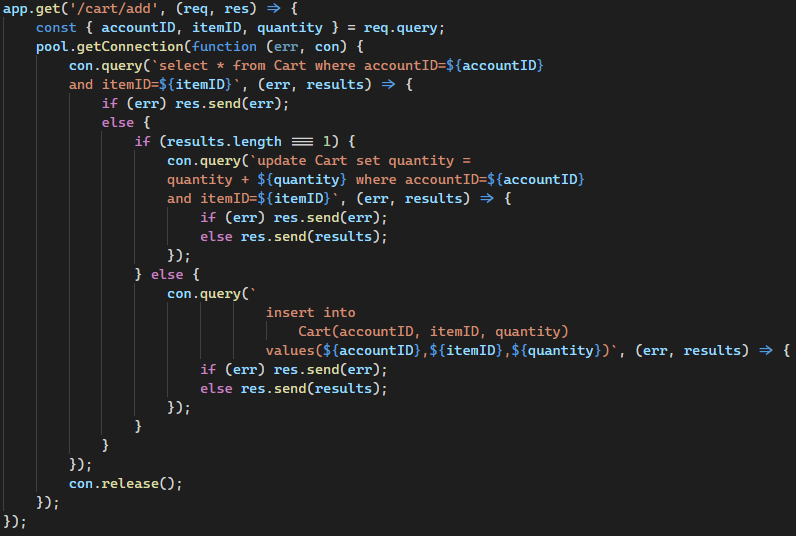 app.get('/cart/add', (req, res) => {
    const { accountID, itemID, quantity } = req.query;
    pool.getConnection(function (err, con) {
        con.query(`select * from Cart where accountID=${accountID}
        and itemID=${itemID}`, (err, results) => {
            if (err) res.send(err);
            else {
                if (results.length === 1) {
                    con.query(`update Cart set quantity =
                    quantity + ${quantity} where accountID=${accountID}
                    and itemID=${itemID}`, (err, results) => {
                        if (err) res.send(err);
                        else res.send(results);
                    });
                } else {
                    con.query(`
                                insert into
                                    Cart(accountID, itemID, quantity)
                                values(${accountID},${itemID},${quantity})`, (err, results) => {
                        if (err) res.send(err);
                        else res.send(results);
                    });
                }
            }
        });
        con.release();
    });
});